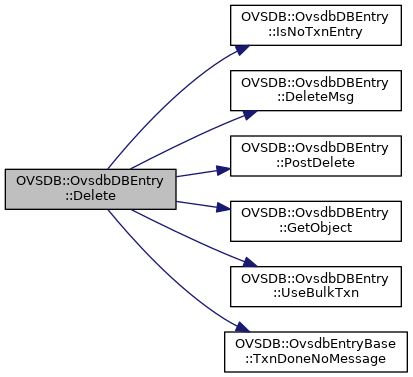 OVSDB::OvsdbDBEntry
::IsNoTxnEntry
OVSDB::OvsdbDBEntry
::DeleteMsg
OVSDB::OvsdbDBEntry
::PostDelete
OVSDB::OvsdbDBEntry
::Delete
OVSDB::OvsdbDBEntry
::GetObject
OVSDB::OvsdbDBEntry
::UseBulkTxn
OVSDB::OvsdbEntryBase
::TxnDoneNoMessage